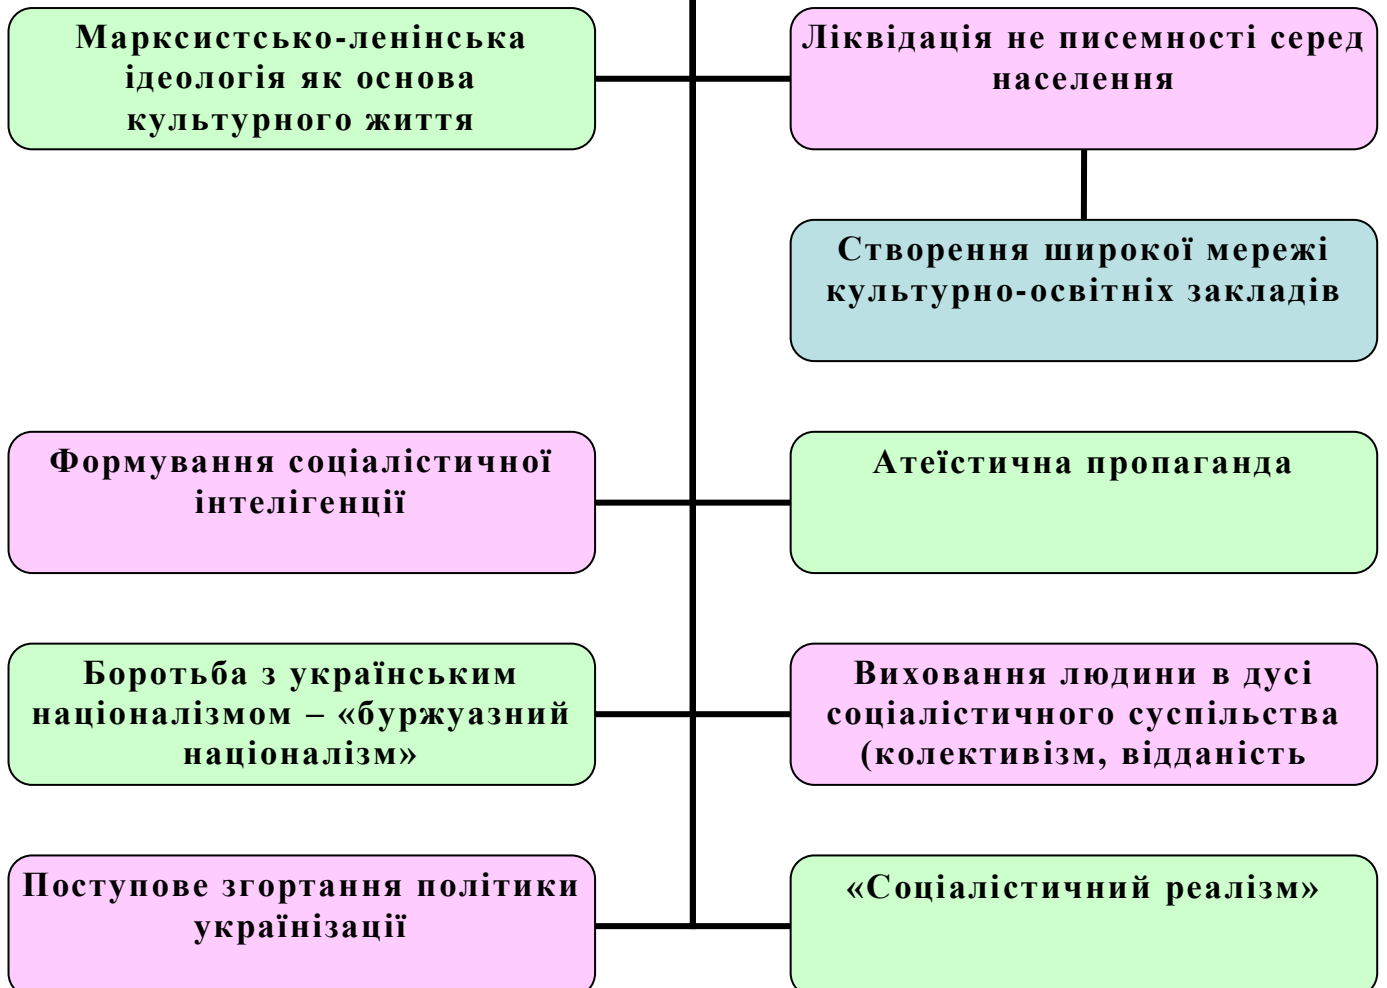 Марксистсько-ленінська
ідеологія як основа
культурного життя
Ліквідація не писемності серед
населення
Створення широкої мережі
культурно-освітніх закладів
Формування соціалістичної
інтелігенції
Атеїстична пропаганда
Боротьба з українським
націоналізмом – «буржуазний
націоналізм»
Виховання людини в дусі
соціалістичного суспільства
(колективізм, відданість
Поступове згортання політики
українізації
«Соціалістичний реалізм»